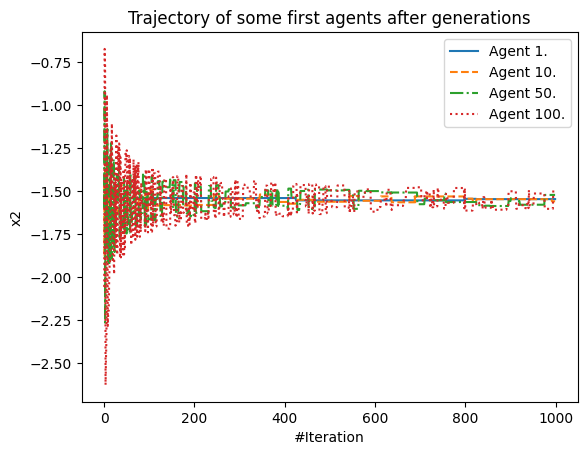 Trajectory of some first agents after generations
Agent 1.
Agent 10.
Agent 50.
Agent 100.
−0.75
−1.00
−1.25
−1.50
−1.75
−2.00
−2.25
−2.50
x2
0
200
400
600
800
1000
#Iteration